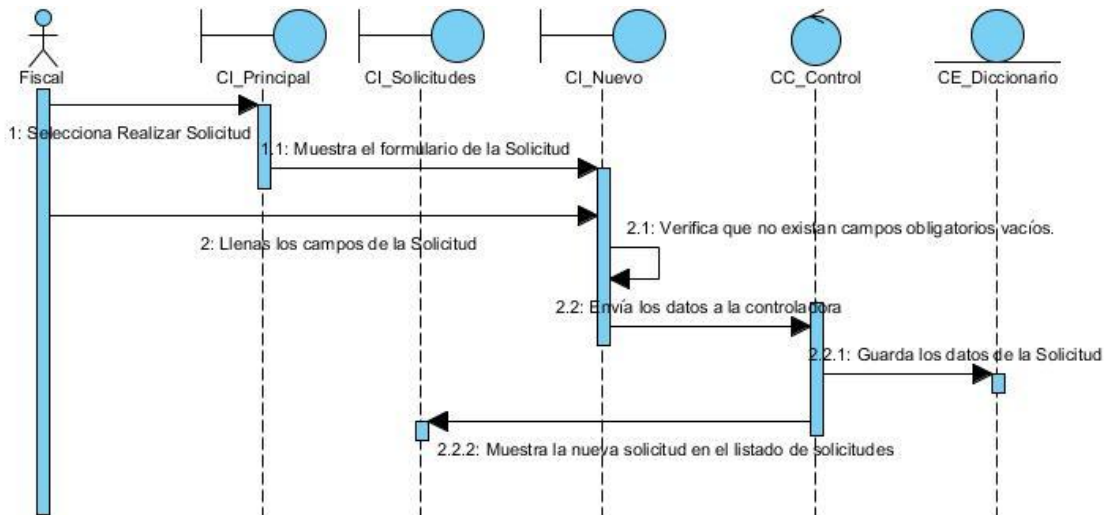 Fiscal
CI_Principal
CI_Solicitudes
CI_Nuevo
CC_Control
CE_Diccionario
1: Selecciona Realizar Solicitud
1.1: Muestra el formulario de la Solicitud
2: Llenas los campos de la Solicitud
2.1: Verifica que no existan campos obligatorios vacíos.
2.2: Envía los datos a la controladora
2.2.1: Guarda los datos de la Solicitud
2.2.2: Muestra la nueva solicitud en el listado de solicitudes